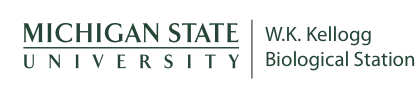 MICHIGAN STATE
UNIVERSITY
W.K. Kellogg
Biological Station